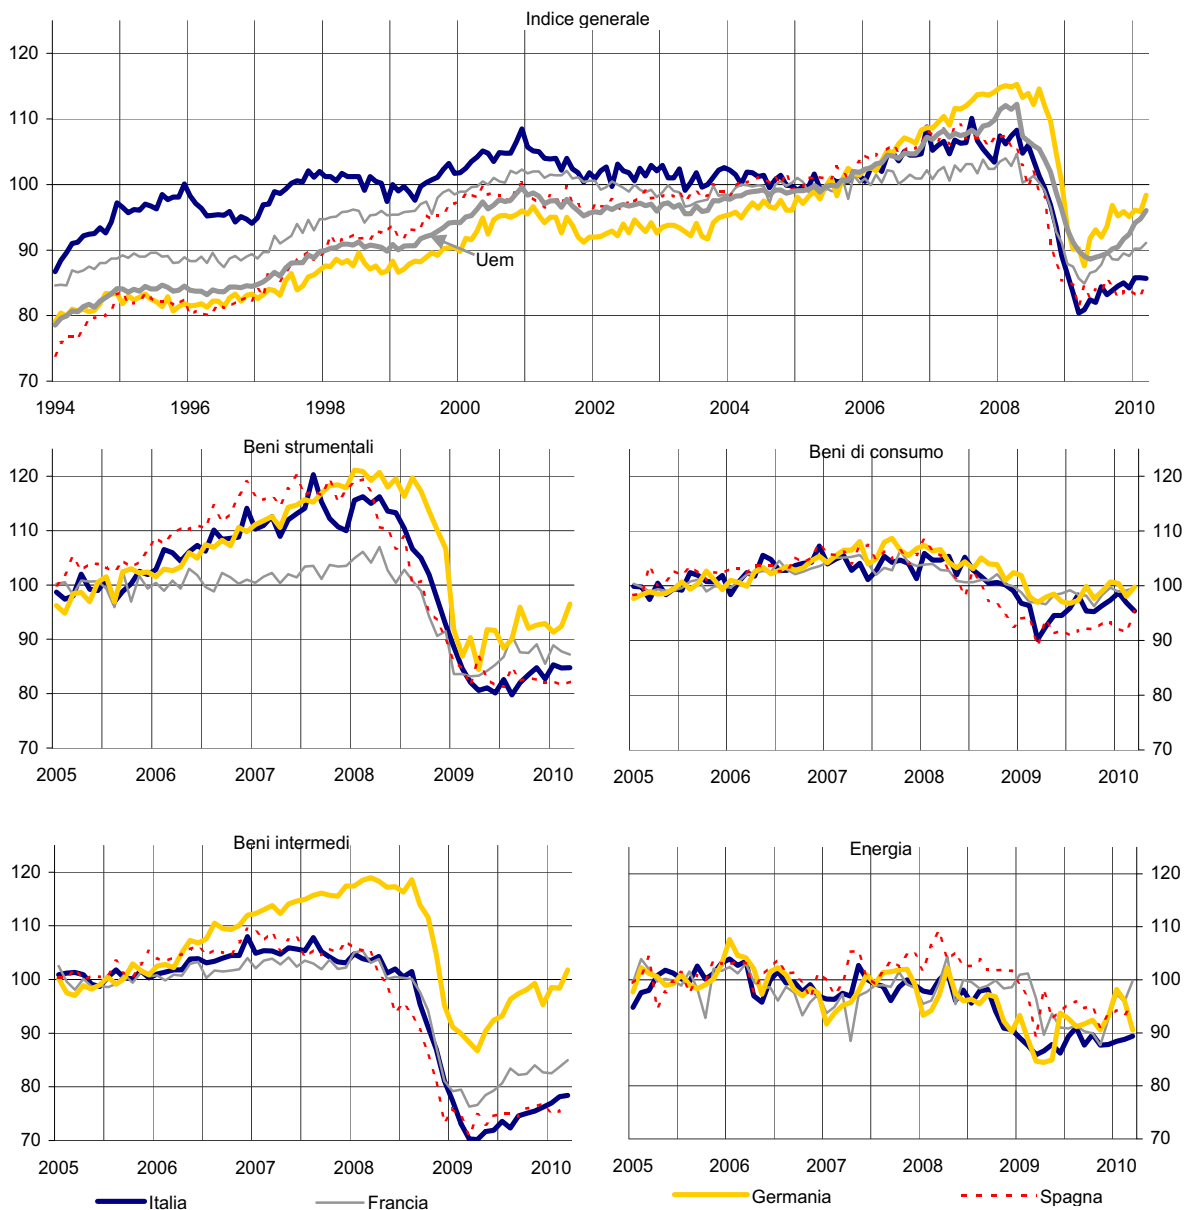 Indice generale
120
110
100
90
80
70
Uem
1994 1996 1998 2000 2002 2004 2006 2008 2010
Beni strumentali
120
110
100
90
80
70
2005 2006 2007 2008 2009 2010
Beni di consumo
120
110
100
90
80
70
2005 2006 2007 2008 2009 2010
Beni intermedi
120
110
100
90
80
70
2005 2006 2007 2008 2009 2010
Energia
120
110
100
90
80
70
2005 2006 2007 2008 2009 2010
Italia Francia Germania Spagna